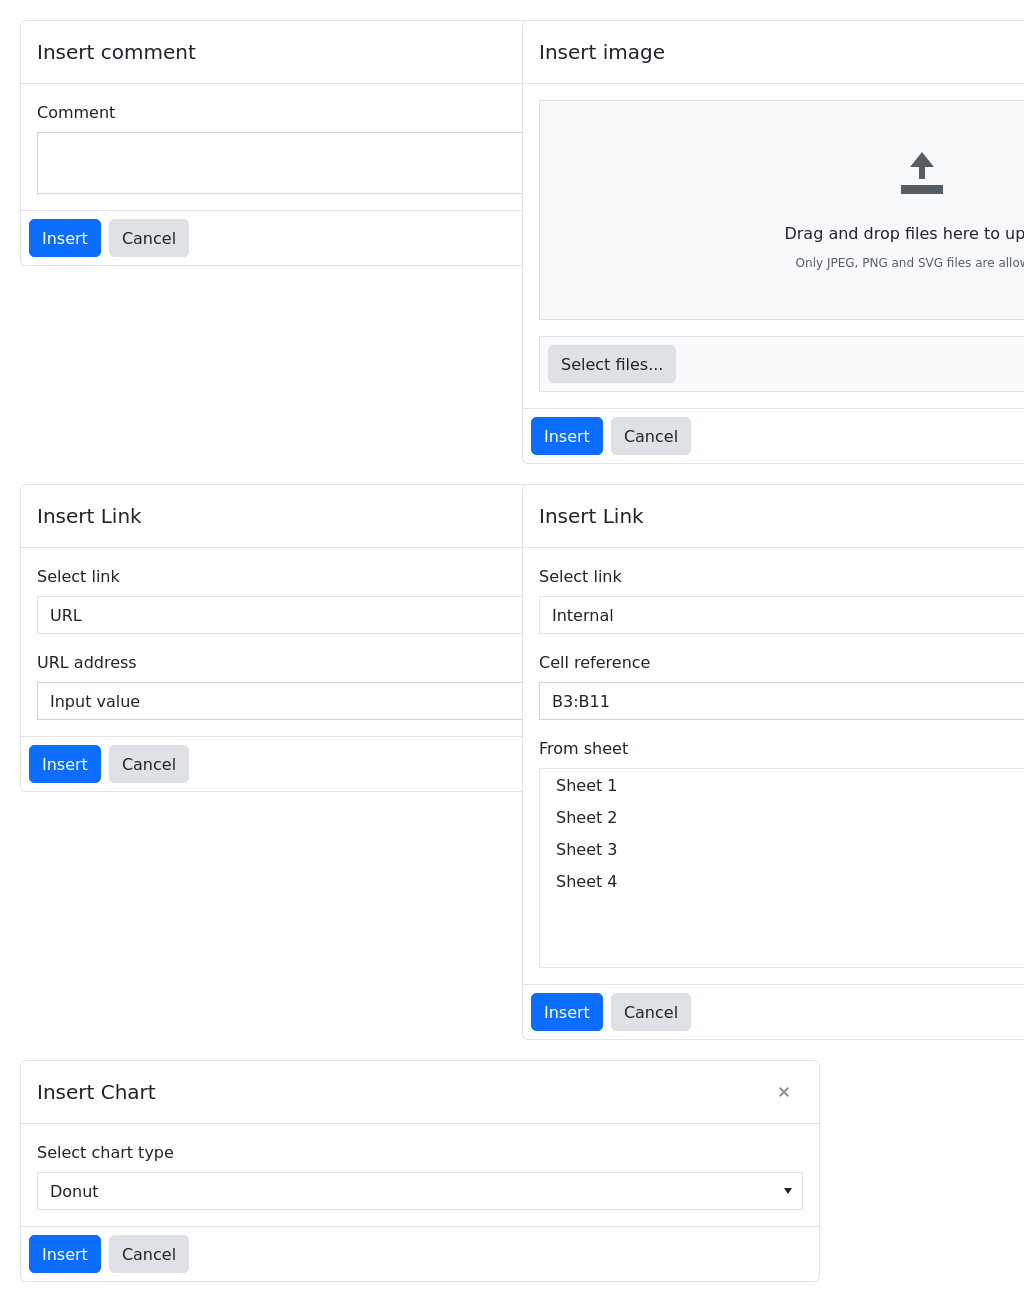 Insert comment
Comment
Insert Cancel
Insert image
Drag and drop files here to up
Only JPEG, PNG and SVG files are allow
Select files...
Insert Cancel
Insert Link
Select link
URL
URL address
Input value
Insert Cancel
Insert Link
Select link
Internal
Cell reference
B3:B11
From sheet
Sheet 1
Sheet 2
Sheet 3
Sheet 4
Insert Cancel
Insert Chart
Select chart type
Donut
Insert Cancel